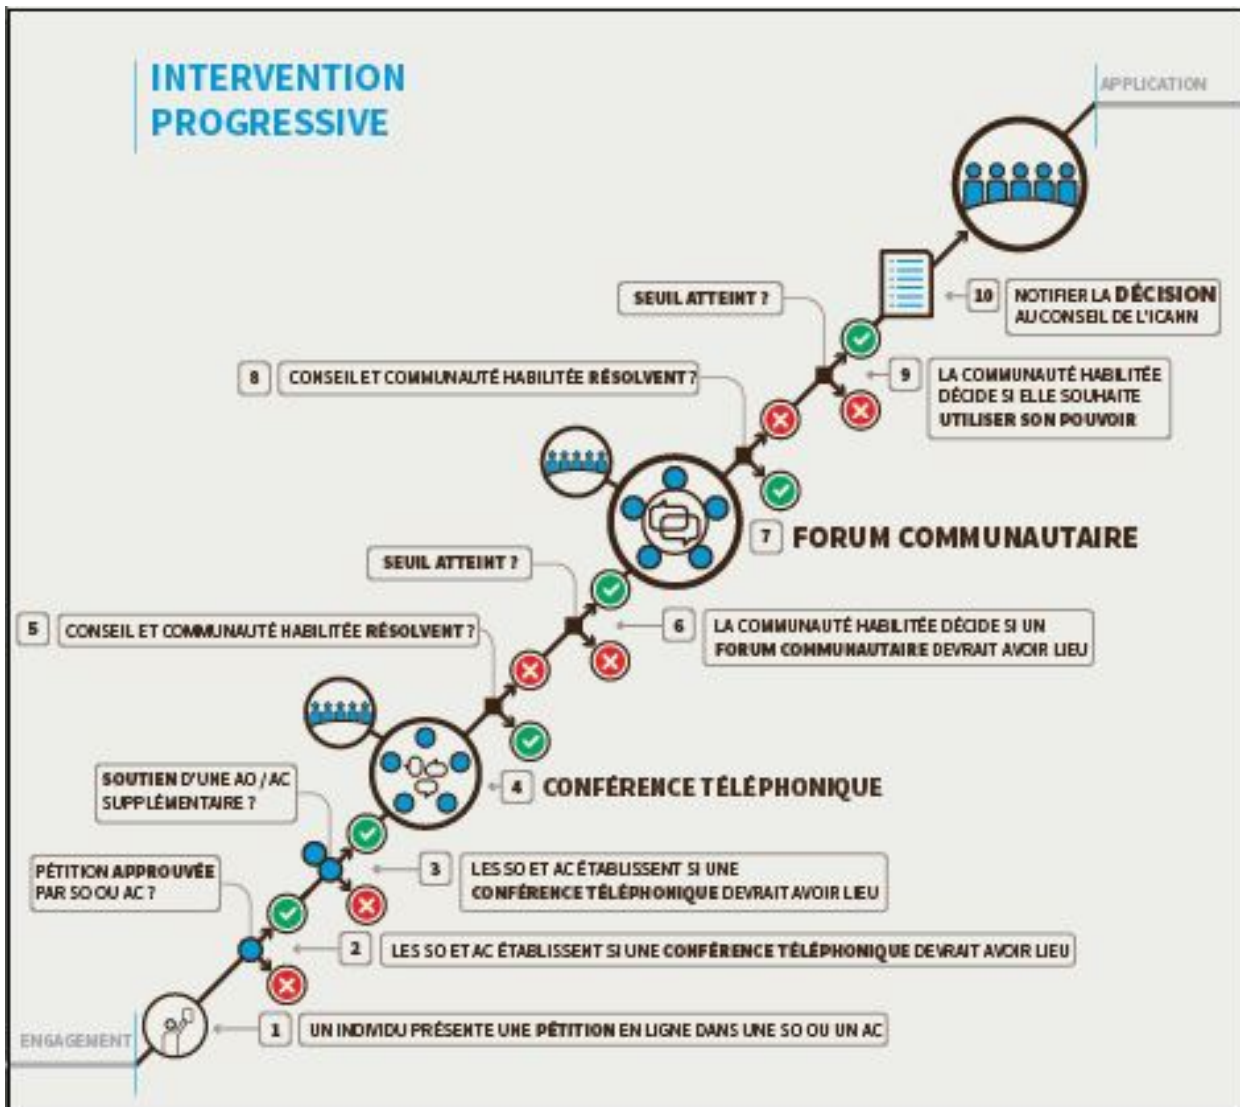 INTERVENTION
PROGRESSIVE
APPLICATION
10
NOTIFIER LA DÉCISION
AU CONSEIL DE L'ICANN
SEUIL ATTEINT ?
9
LA COMMUNAUTÉ HABILITÉE
DÉCIDE SI ELLE SOUHAITE
UTILISER SON POUVOIR
8
CONSEIL ET COMMUNAUTÉ HABILITÉE RÉSOLVENT ?
7
FORUM COMMUNAUTAIRE
SEUIL ATTEINT ?
6
LA COMMUNAUTÉ HABILITÉE DÉCIDE SI UN
FORUM COMMUNAUTAIRE DEVRAIT AVOIR LIEU
5
CONSEIL ET COMMUNAUTÉ HABILITÉE RÉSOLVENT ?
4
CONFÉRENCE TÉLÉPHONIQUE
SOUTIEN D'UNE AO / AC
SUPPLÉMENTAIRE ?
3
LES SO ET AC ÉTABLISSENT SI UNE
CONFÉRENCE TÉLÉPHONIQUE DEVRAIT AVOIR LIEU
PÉTITION APPROUVÉE
PAR SO OU AC ?
2
LES SO ET AC ÉTABLISSENT SI UNE CONFÉRENCE TÉLÉPHONIQUE DEVRAIT AVOIR LIEU
1
UN INDIVIDU PRÉSENTE UNE PÉTITION EN LIGNE DANS UNE SO OU UN AC
ENGAGEMENT